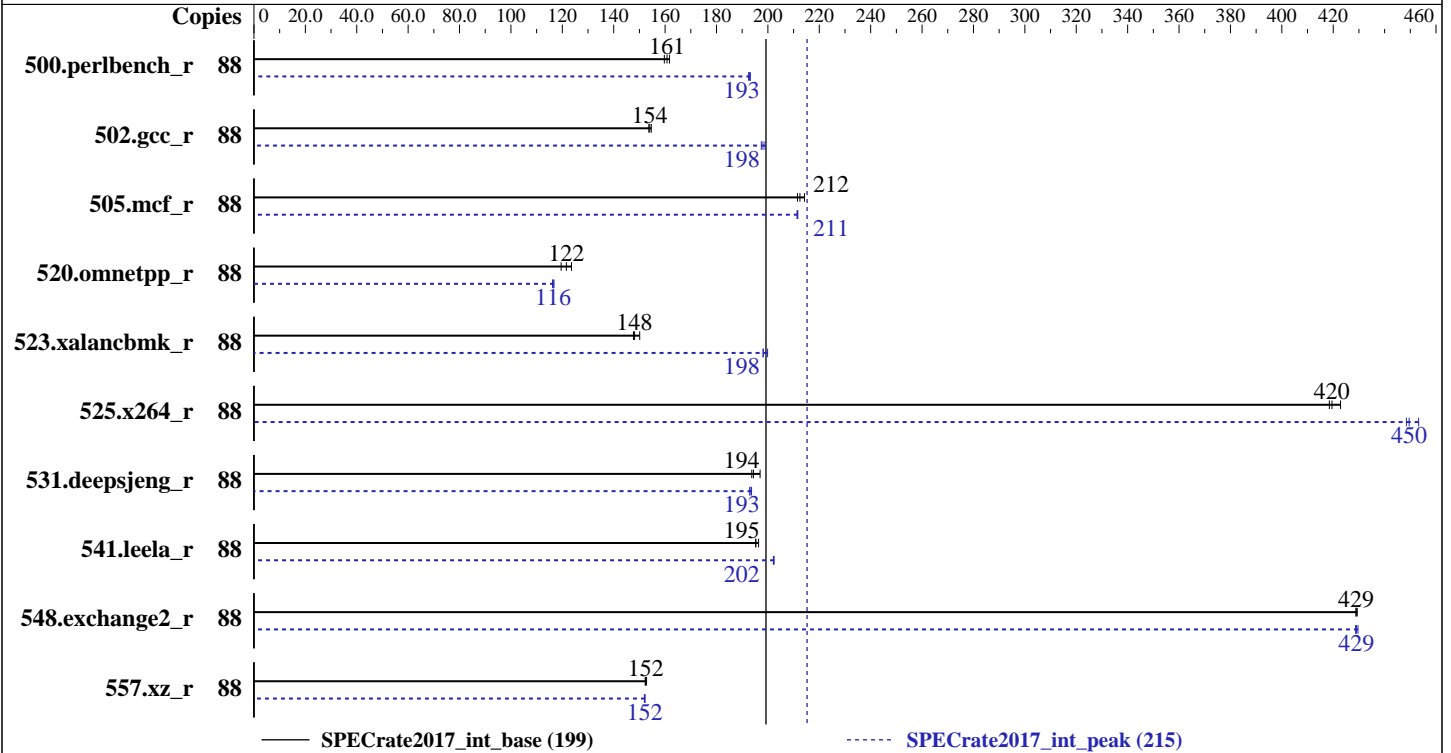 Copies 0 20.0 40.0 60.0 80.0 100 120 140 160 180 200 220 240 260 280 300 320 340 360 380 400 420 460
161
500.perlbench_r 88
193
154
502.gcc_r 88
198
212
505.mcf_r 88
211
122
520.omnetpp_r 88
116
148
523.xalancbmk_r 88
198
420
525.x264_r 88
450
194
531.deepsjeng_r 88
193
195
541.leela_r 88
202
429
548.exchange2_r 88
429
152
557.xz_r 88
152
SPECrate2017_int_base (199) SPECrate2017_int_peak (215)